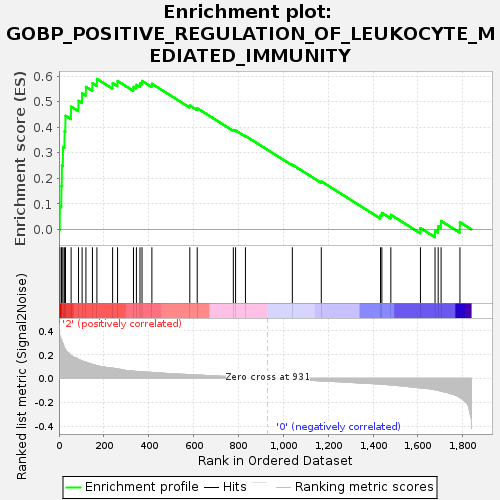 Enrichment plot:
GOBP_POSITIVE_REGULATION_OF_LEUKOCYTE_M
EDIATED_IMMUNITY
Enrichment score (ES)
0.6
0.5
0.4
0.3
0.2
0.1
0.0
'2' (positively correlated)
Ranked list metric (Signal2Noise)
0.4
0.2
0.0
-0.2
-0.4
Zero cross at 931
'0' (negatively correlated)
0 200 400 600 800 1,000 1,200 1,400 1,600 1,800
Rank in Ordered Dataset
Enrichment profile Hits Ranking metric scores